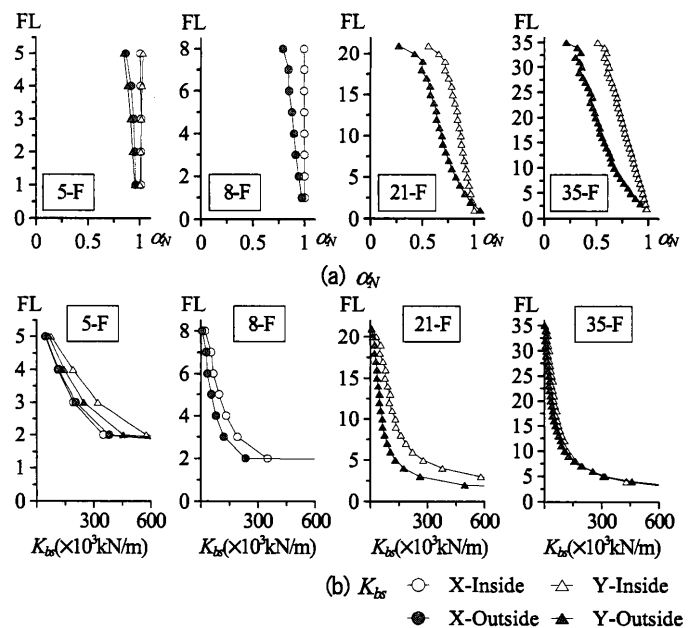 FL FL FL FL
5 8 21 35
4 6 20 30
3 4 15 25
2 2 10 20
1 0 5 15
0 10
5
0
5-F 8-F 21-F 35-F
0 0.5 1 αN 0 0.5 1 αN 0 0.5 1 αN 0 0.5 1 αN
(a) αN
FL FL FL FL
5-F 8-F 21-F 35-F
5 8 20 35
4 6 15 30
3 4 10 25
2 2 5 20
1 0 0 15
0 10
5
0
300 600 300 600 300 600 0 300 600
Kbs(×10³kN/m) Kbs(×10³kN/m) Kbs(×10³kN/m) Kbs(×10³kN/m)
(b) Kbs X-Inside Y-Inside
X-Outside Y-Outside